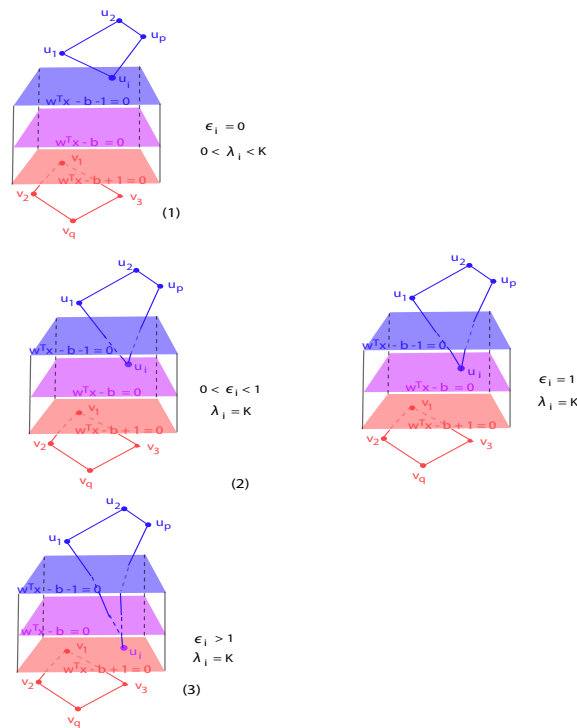 u₂
uₚ
u₁
uᵢ
wᵀx - b - 1 = 0
wᵀx - b = 0
v₁
wᵀx - b + 1 = 0
v₂
v₃
v_q
ϵᵢ = 0
0 < λᵢ < K
(1)
u₂
uₚ
u₁
wᵀx - b - 1 = 0
uᵢ
wᵀx - b = 0
v₁
wᵀx - b + 1 = 0
v₂
v₃
v_q
0 < ϵᵢ < 1
λᵢ = K
u₂
uₚ
u₁
wᵀx - b - 1 = 0
uᵢ
wᵀx - b = 0
v₁
wᵀx - b + 1 = 0
v₂
v₃
v_q
ϵᵢ = 1
λᵢ = K
(2)
u₂
uₚ
u₁
wᵀx - b - 1 = 0
wᵀx - b = 0
v₁
uᵢ
wᵀx - b + 1 = 0
v₂
v₃
v_q
ϵᵢ > 1
λᵢ = K
(3)